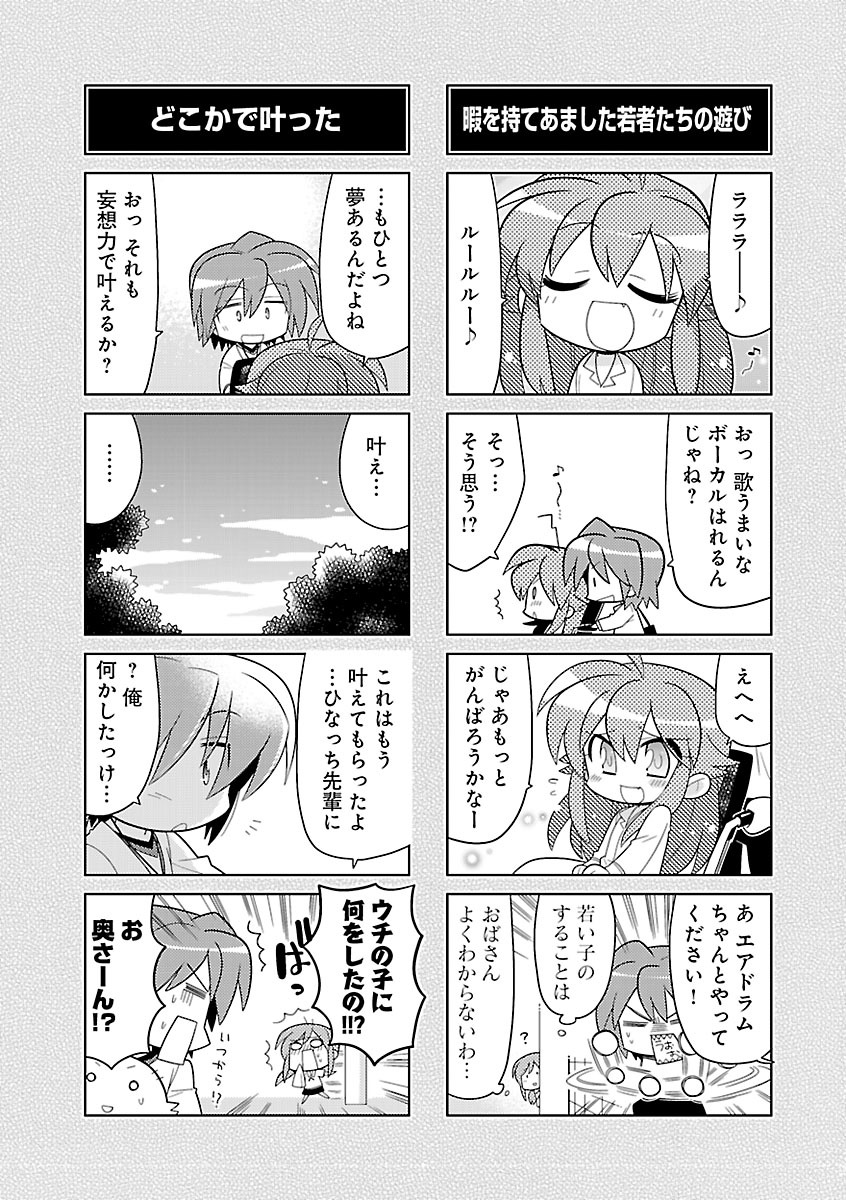 暇を持てあました若者たちの遊び
ラララ――♪
ルールルー♪
おっ 歌うまいな
ボーカルはれるん
じゃね?
そっ…
そう思う!?
えへへ
じゃあもっと
がんばろうかなー
あ エアドラム
ちゃんとやって
ください!
うおお
若い子の
することは
おばさん
よくわからないわ…
?
どこかで叶った
…もひとつ
夢あるんだよね
おっ それも
妄想力で叶えるか?
叶え…
……
これはもう
叶えてもらったよ
…ひなっち先輩に
? 俺
何かしたっけ…
ウチの子に
何をしたの!!!?
ばっ
いつから!?
お
奥さーん!?